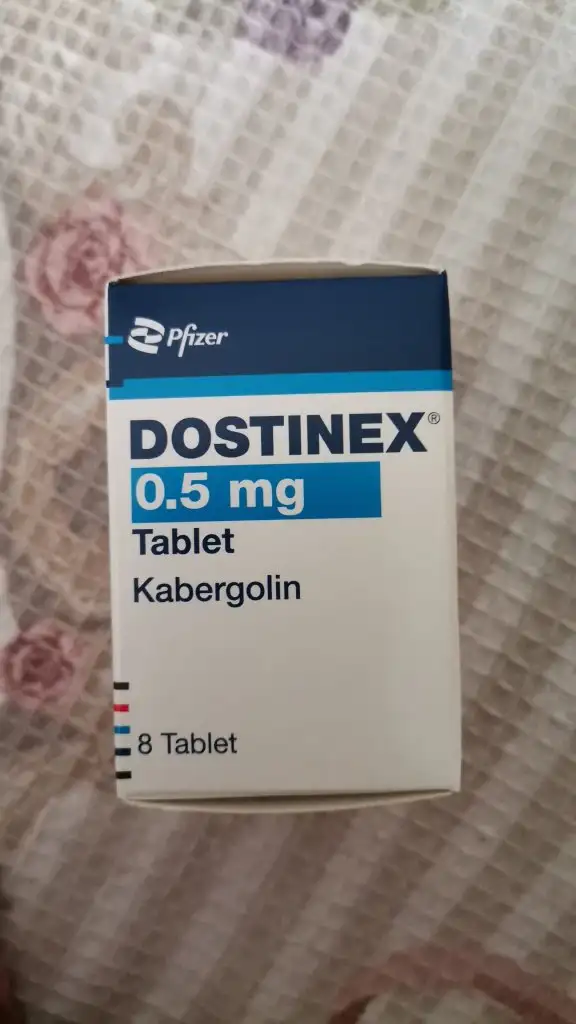 Pfizer
DOSTINEX®
0.5 mg
Tablet
Kabergolin
8 Tablet